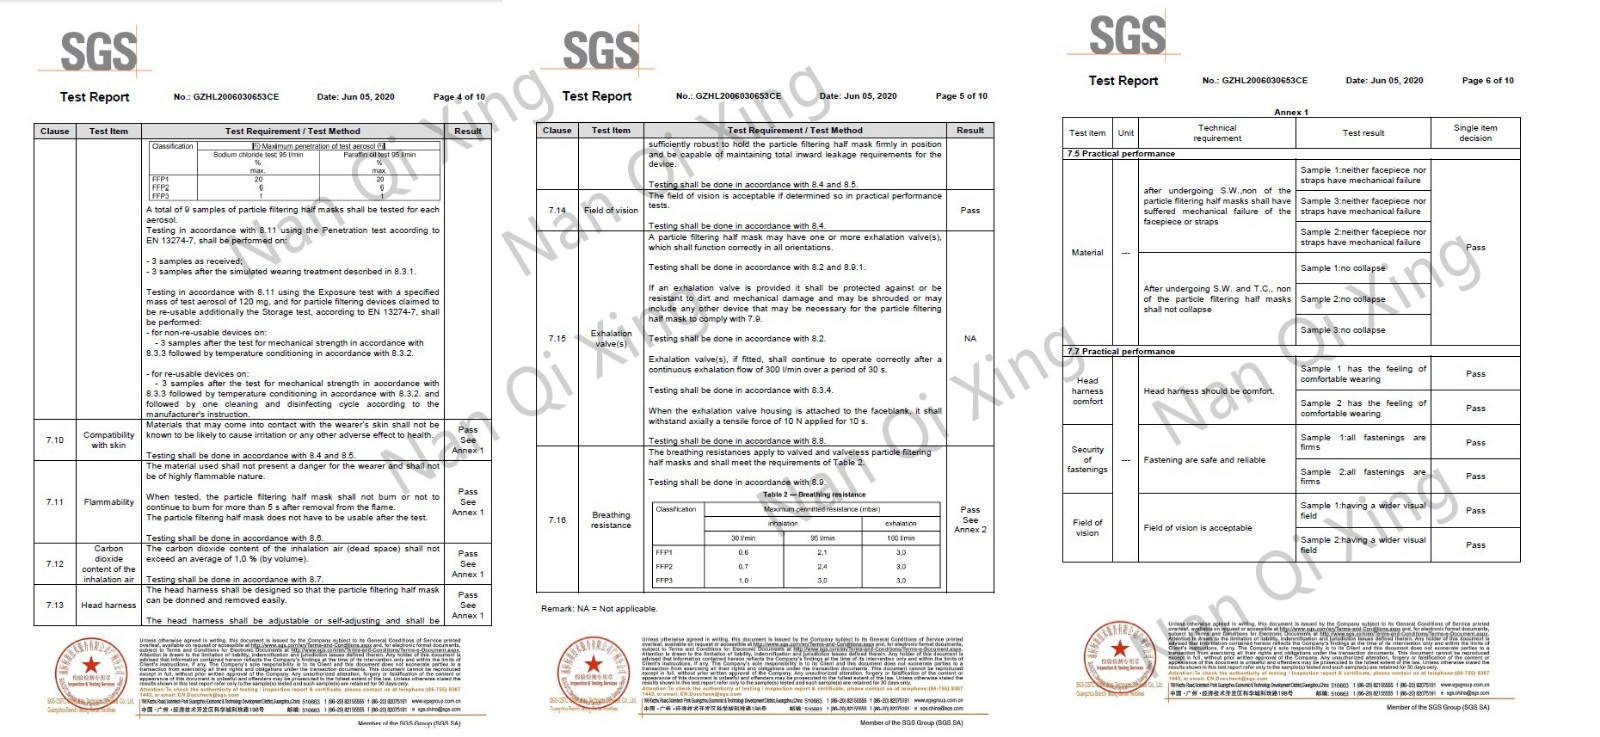 SGS
Test Report No.: GZHL2006030653CE Date: Jun 05, 2020 Page 4 of 10
Clause Test Item Test Requirement / Test Method Result
Classification Maximum penetration of test aerosol
Sodium chloride test 95 l/min Paraffin oil test 95 l/min
% %
max. max.
FFP1 20 20
FFP2 6 6
FFP3 1 1
A total of 9 samples of particle filtering half masks shall be tested for each
aerosol.
Testing in accordance with 8.11 using the Penetration test according to
EN 13274-7, shall be performed on:
- 3 samples as received;
- 3 samples after the simulated wearing treatment described in 8.3.1.
Testing in accordance with 8.11 using the Exposure test with a specified
mass of test aerosol of 120 mg, and for particle filtering devices claimed to
be re-usable additionally the Storage test, according to EN 13274-7, shall
be performed:
- for non-re-usable devices on:
- 3 samples after the test for mechanical strength in accordance with
8.3.3 followed by temperature conditioning in accordance with 8.3.2.
- for re-usable devices on:
- 3 samples after the test for mechanical strength in accordance with
8.3.3 followed by temperature conditioning in accordance with 8.3.2. and
followed by one cleaning and disinfecting cycle according to the
manufacturer's instruction.
7.10 Compatibility with skin
Materials that may come into contact with the wearer's skin shall not
be known to be likely to cause irritation or any other adverse effect to health.
Testing shall be done in accordance with 8.4 and 8.5.
Pass See Annex 1
7.11 Flammability
The material used shall not present a danger for the wearer and shall not
be of highly flammable nature.
When tested, the particle filtering half mask shall not burn or not to
continue to burn for more than 5 s after removal from the flame.
The particle filtering half mask does not have to be usable after the test.
Testing shall be done in accordance with 8.6.
Pass See Annex 1
7.12 Carbon dioxide content of the inhalation air
The carbon dioxide content of the inhalation air (dead space) shall not
exceed an average of 1,0 % (by volume).
Testing shall be done in accordance with 8.7.
Pass See Annex 1
7.13 Head harness
The head harness shall be designed so that the particle filtering half mask
can be donned and removed easily.
The head harness shall be adjustable or self-adjusting and shall be
Pass See Annex 1
Member of the SGS Group (SGS SA)
SGS
Test Report No.: GZHL2006030653CE Date: Jun 05, 2020 Page 5 of 10
Clause Test Item Test Requirement / Test Method Result
sufficiently robust to hold the particle filtering half mask firmly in position
and be capable of maintaining total inward leakage requirements for the
device.
Testing shall be done in accordance with 8.4 and 8.5.
7.14 Field of vision
The field of vision is acceptable if determined so in practical performance
tests.
Testing shall be done in accordance with 8.4.
Pass
7.15 Exhalation valve(s)
A particle filtering half mask may have one or more exhalation valve(s),
which shall function correctly in all orientations.
Testing shall be done in accordance with 8.2 and 8.9.1.
If an exhalation valve is provided it shall be protected against or be
resistant to dirt and mechanical damage and may be shrouded or may
include any other device that may be necessary for the particle filtering
half mask to comply with 7.9.
Testing shall be done in accordance with 8.2.
Exhalation valve(s), if fitted, shall continue to operate correctly after a
continuous exhalation flow of 300 l/min over a period of 30 s.
Testing shall be done in accordance with 8.3.4.
When the exhalation valve housing is attached to the faceblank, it shall
withstand axially a tensile force of 10 N applied for 10 s.
Testing shall be done in accordance with 8.8.
NA
7.16 Breathing resistance
The breathing resistances apply to valved and valveless particle filtering
half masks and shall meet the requirements of Table 2.
Testing shall be done in accordance with 8.9.
Table 2 — Breathing resistance
Classification Maximum permitted resistance (mbar)
inhalation exhalation
30 l/min 95 l/min 100 l/min
FFP1 0,6 2,1 3,0
FFP2 0,7 2,4 3,0
FFP3 1,0 3,0 3,0
Pass See Annex 2
Remark: NA = Not applicable.
Member of the SGS Group (SGS SA)
SGS
Test Report No.: GZHL2006030653CE Date: Jun 05, 2020 Page 6 of 10
Annex 1
Test item Unit Technical requirement Test result Single item decision
7.5 Practical performance
Material ---
after undergoing S.W.,non of the
particle filtering half masks shall have
suffered mechanical failure of the
facepiece or straps
Sample 1:neither facepiece nor
straps have mechanical failure
Sample 3:neither facepiece nor
straps have mechanical failure
Sample 2:neither facepiece nor
straps have mechanical failure
Pass
After undergoing S.W. and T.C., non
of the particle filtering half masks
shall not collapse
Sample 1:no collapse
Sample 2:no collapse
Sample 3:no collapse
7.7 Practical performance
Head harness comfort
Head harness should be comfort.
Sample 1 has the feeling of
comfortable wearing
Pass
Sample 2 has the feeling of
comfortable wearing
Pass
Security of fastenings ---
Fastening are safe and reliable
Sample 1:all fastenings are
firms
Pass
Sample 2:all fastenings are
firms
Pass
Field of vision
Field of vision is acceptable
Sample 1:having a wider visual
field
Pass
Sample 2:having a wider visual
field
Pass
Member of the SGS Group (SGS SA)
Nan Qi Xing
Nan Qi Xing
Nan Qi Xing
Nan Qi Xing
Nan Qi Xing
Nan Qi Xing